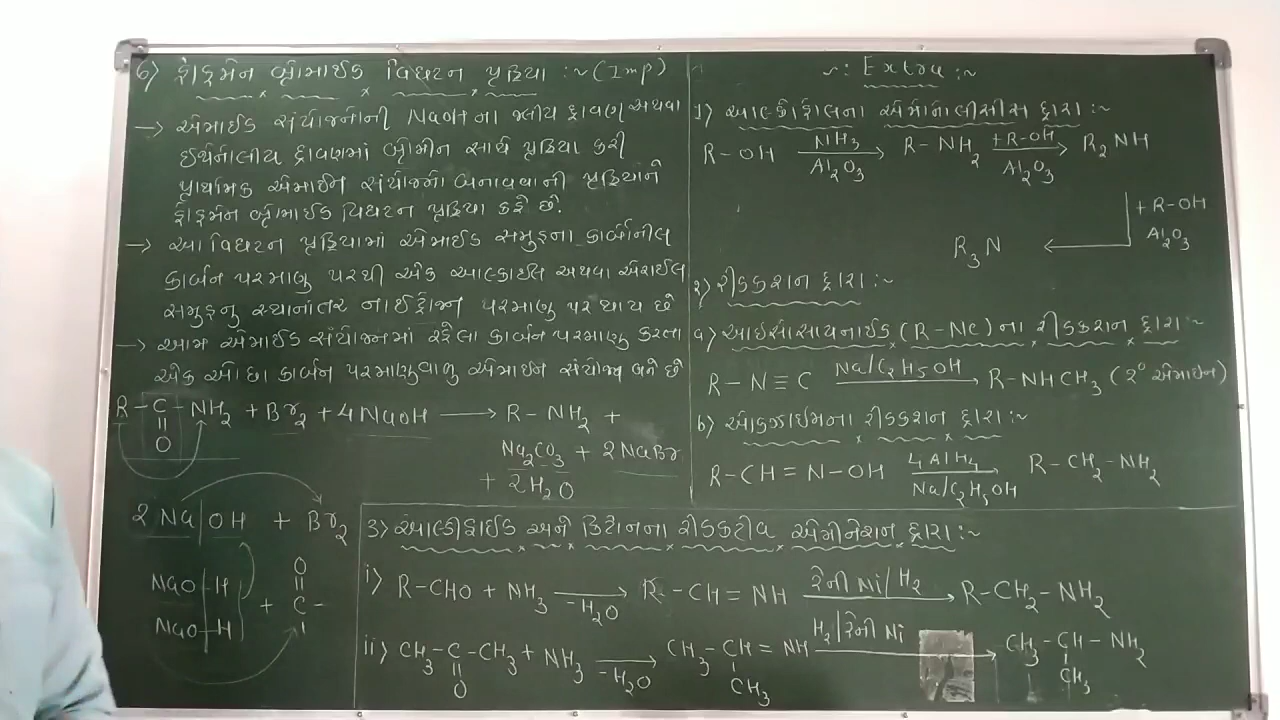 6) હોફમેન બ્રોમાઈડ વિઘટન પ્રક્રિયા :~ (Imp)
→ એમાઈડ સંયોજનોની NaOH ના જલીય દ્રાવણ અથવા
ઈથેનોલીય દ્રાવણમાં બ્રોમીન સાથે પ્રક્રિયા કરી
પ્રાથમિક એમાઈન સંયોજનો બનાવવાની પ્રક્રિયાને
હોફમેન બ્રોમાઈડ વિઘટન પ્રક્રિયા કહે છે.
→ આ વિઘટન પ્રક્રિયામાં એમાઈડ સમુહના કાર્બોનીલ
કાર્બન પરમાણુ પરથી એક આલ્કાઈલ અથવા એરાઈલ
સમુહનુ સ્થાનાંતર નાઈટ્રોજન પરમાણુ પર થાય છે
→ આમ એમાઈડ સંયોજનમાં રહેલા કાર્બન પરમાણુ કરતા
એક ઓછા કાર્બન પરમાણુવાળુ એમાઈન સંયોજન બને છે
R – C – NH₂ + Br₂ + 4NaOH ⟶ R – NH₂ +
॥
O
Na₂CO₃ + 2NaBr
+ 2H₂O
2 Na | OH + Br₂
NaO | H
NaO | H
+
O
॥
– C –
~: Extra :~
1) આલ્કોહોલના એમોનોલીસીસ દ્વારા :~
R – OH NH₃ / Al₂O₃ ⟶ R – NH₂ + R–OH / Al₂O₃ ⟶ R₂NH
+ R–OH
Al₂O₃
R₃N ⟵
૨) રીડક્શન દ્વારા :~
a) આઈસોસાયનાઈડ (R–NC) ના રીડક્શન દ્વારા :~
R – N ≡ C Na/C₂H₅OH ⟶ R – NHCH₃ (2° એમાઇન)
b) ઓક્ઝાઇમના રીડક્શન દ્વારા :~
R – CH = N – OH LiAlH₄ / Na/C₂H₅OH ⟶ R – CH₂ – NH₂
3) આલ્ડીહાઈડ અને કિટોનના રીડક્ટીવ એમીનેશન દ્વારા :~
i) R – CHO + NH₃ –H₂O ⟶ R – CH = NH રેની Ni/H₂ ⟶ R – CH₂ – NH₂
ii) CH₃ – C – CH₃ + NH₃ –H₂O ⟶ CH₃ – CH = NH H₂/રેની Ni ⟶ CH₃ – CH – NH₂
॥ | |
O CH₃ CH₃